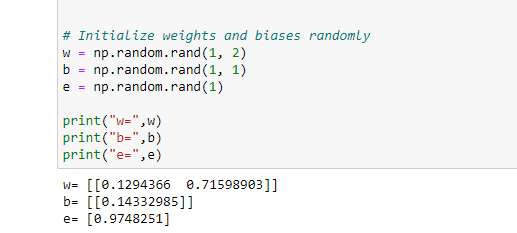 # Initialize weights and biases randomly
w = np.random.rand(1, 2)
b = np.random.rand(1, 1)
e = np.random.rand(1)
print("w=",w)
print("b=",b)
print("e=",e)
w= [[0.1294366  0.71598903]]
b= [[0.14332985]]
e= [0.9748251]